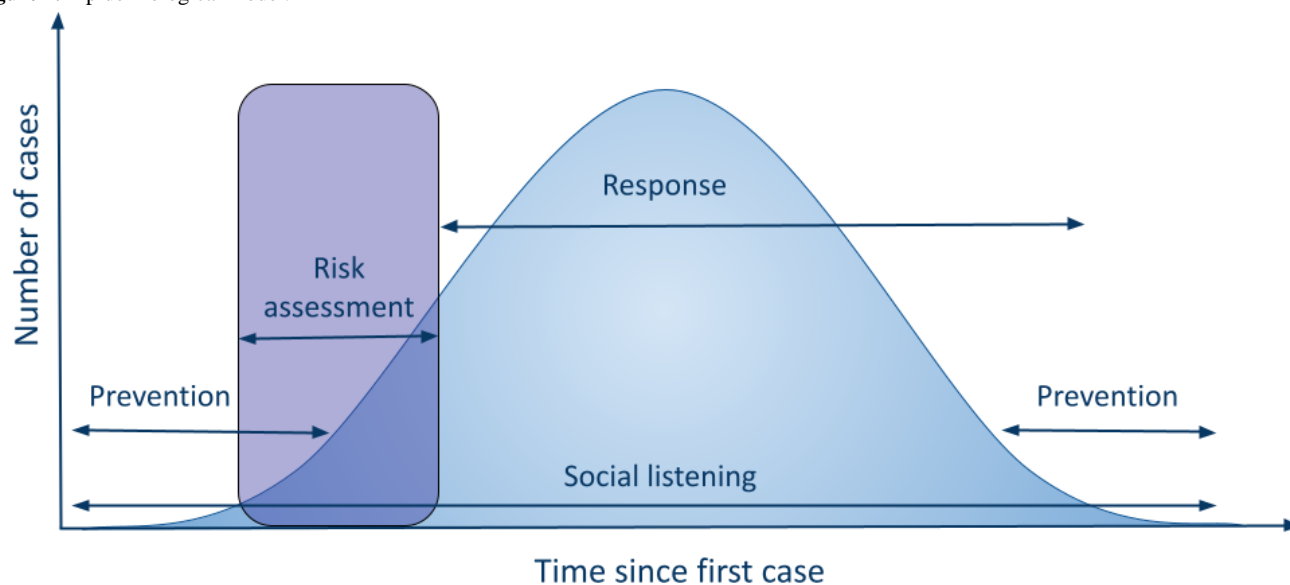 Number of cases
Risk
assessment
Response
Prevention
Prevention
Social listening
Time since first case